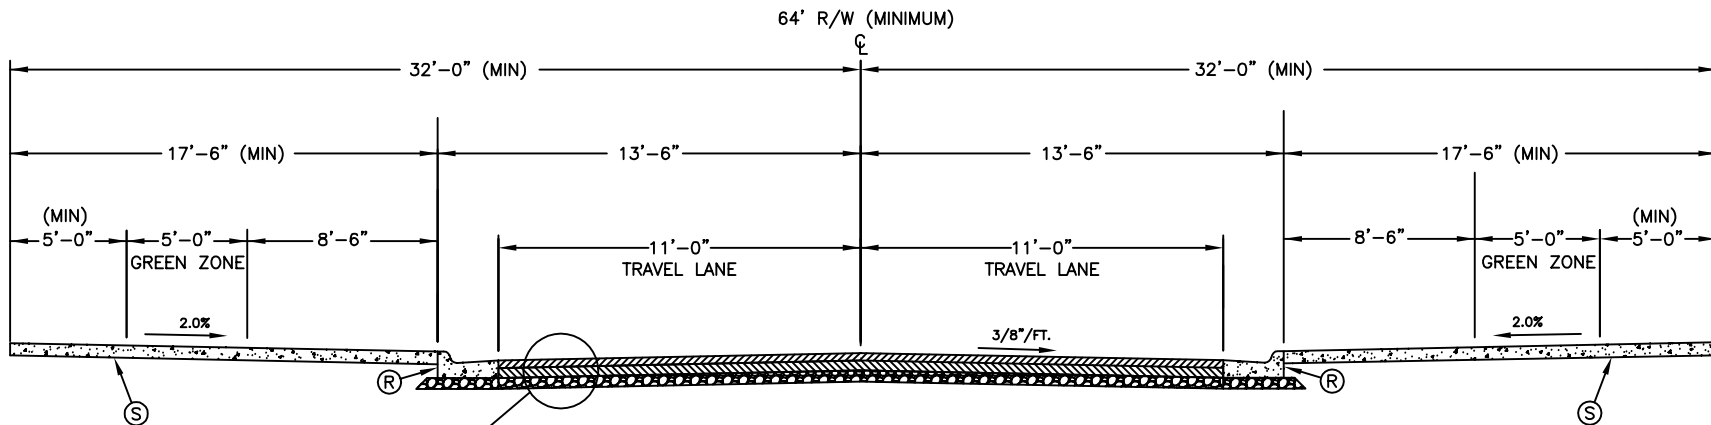 64' R/W (MINIMUM)
℄
32'-0" (MIN) 32'-0" (MIN)
17'-6" (MIN) 13'-6" 13'-6" 17'-6" (MIN)
(MIN) (MIN)
5'-0" 5'-0" 8'-6" 11'-0" 11'-0" 8'-6" 5'-0" 5'-0"
GREEN ZONE TRAVEL LANE TRAVEL LANE GREEN ZONE
2.0% 3/8"/FT. 2.0%
R R
S S